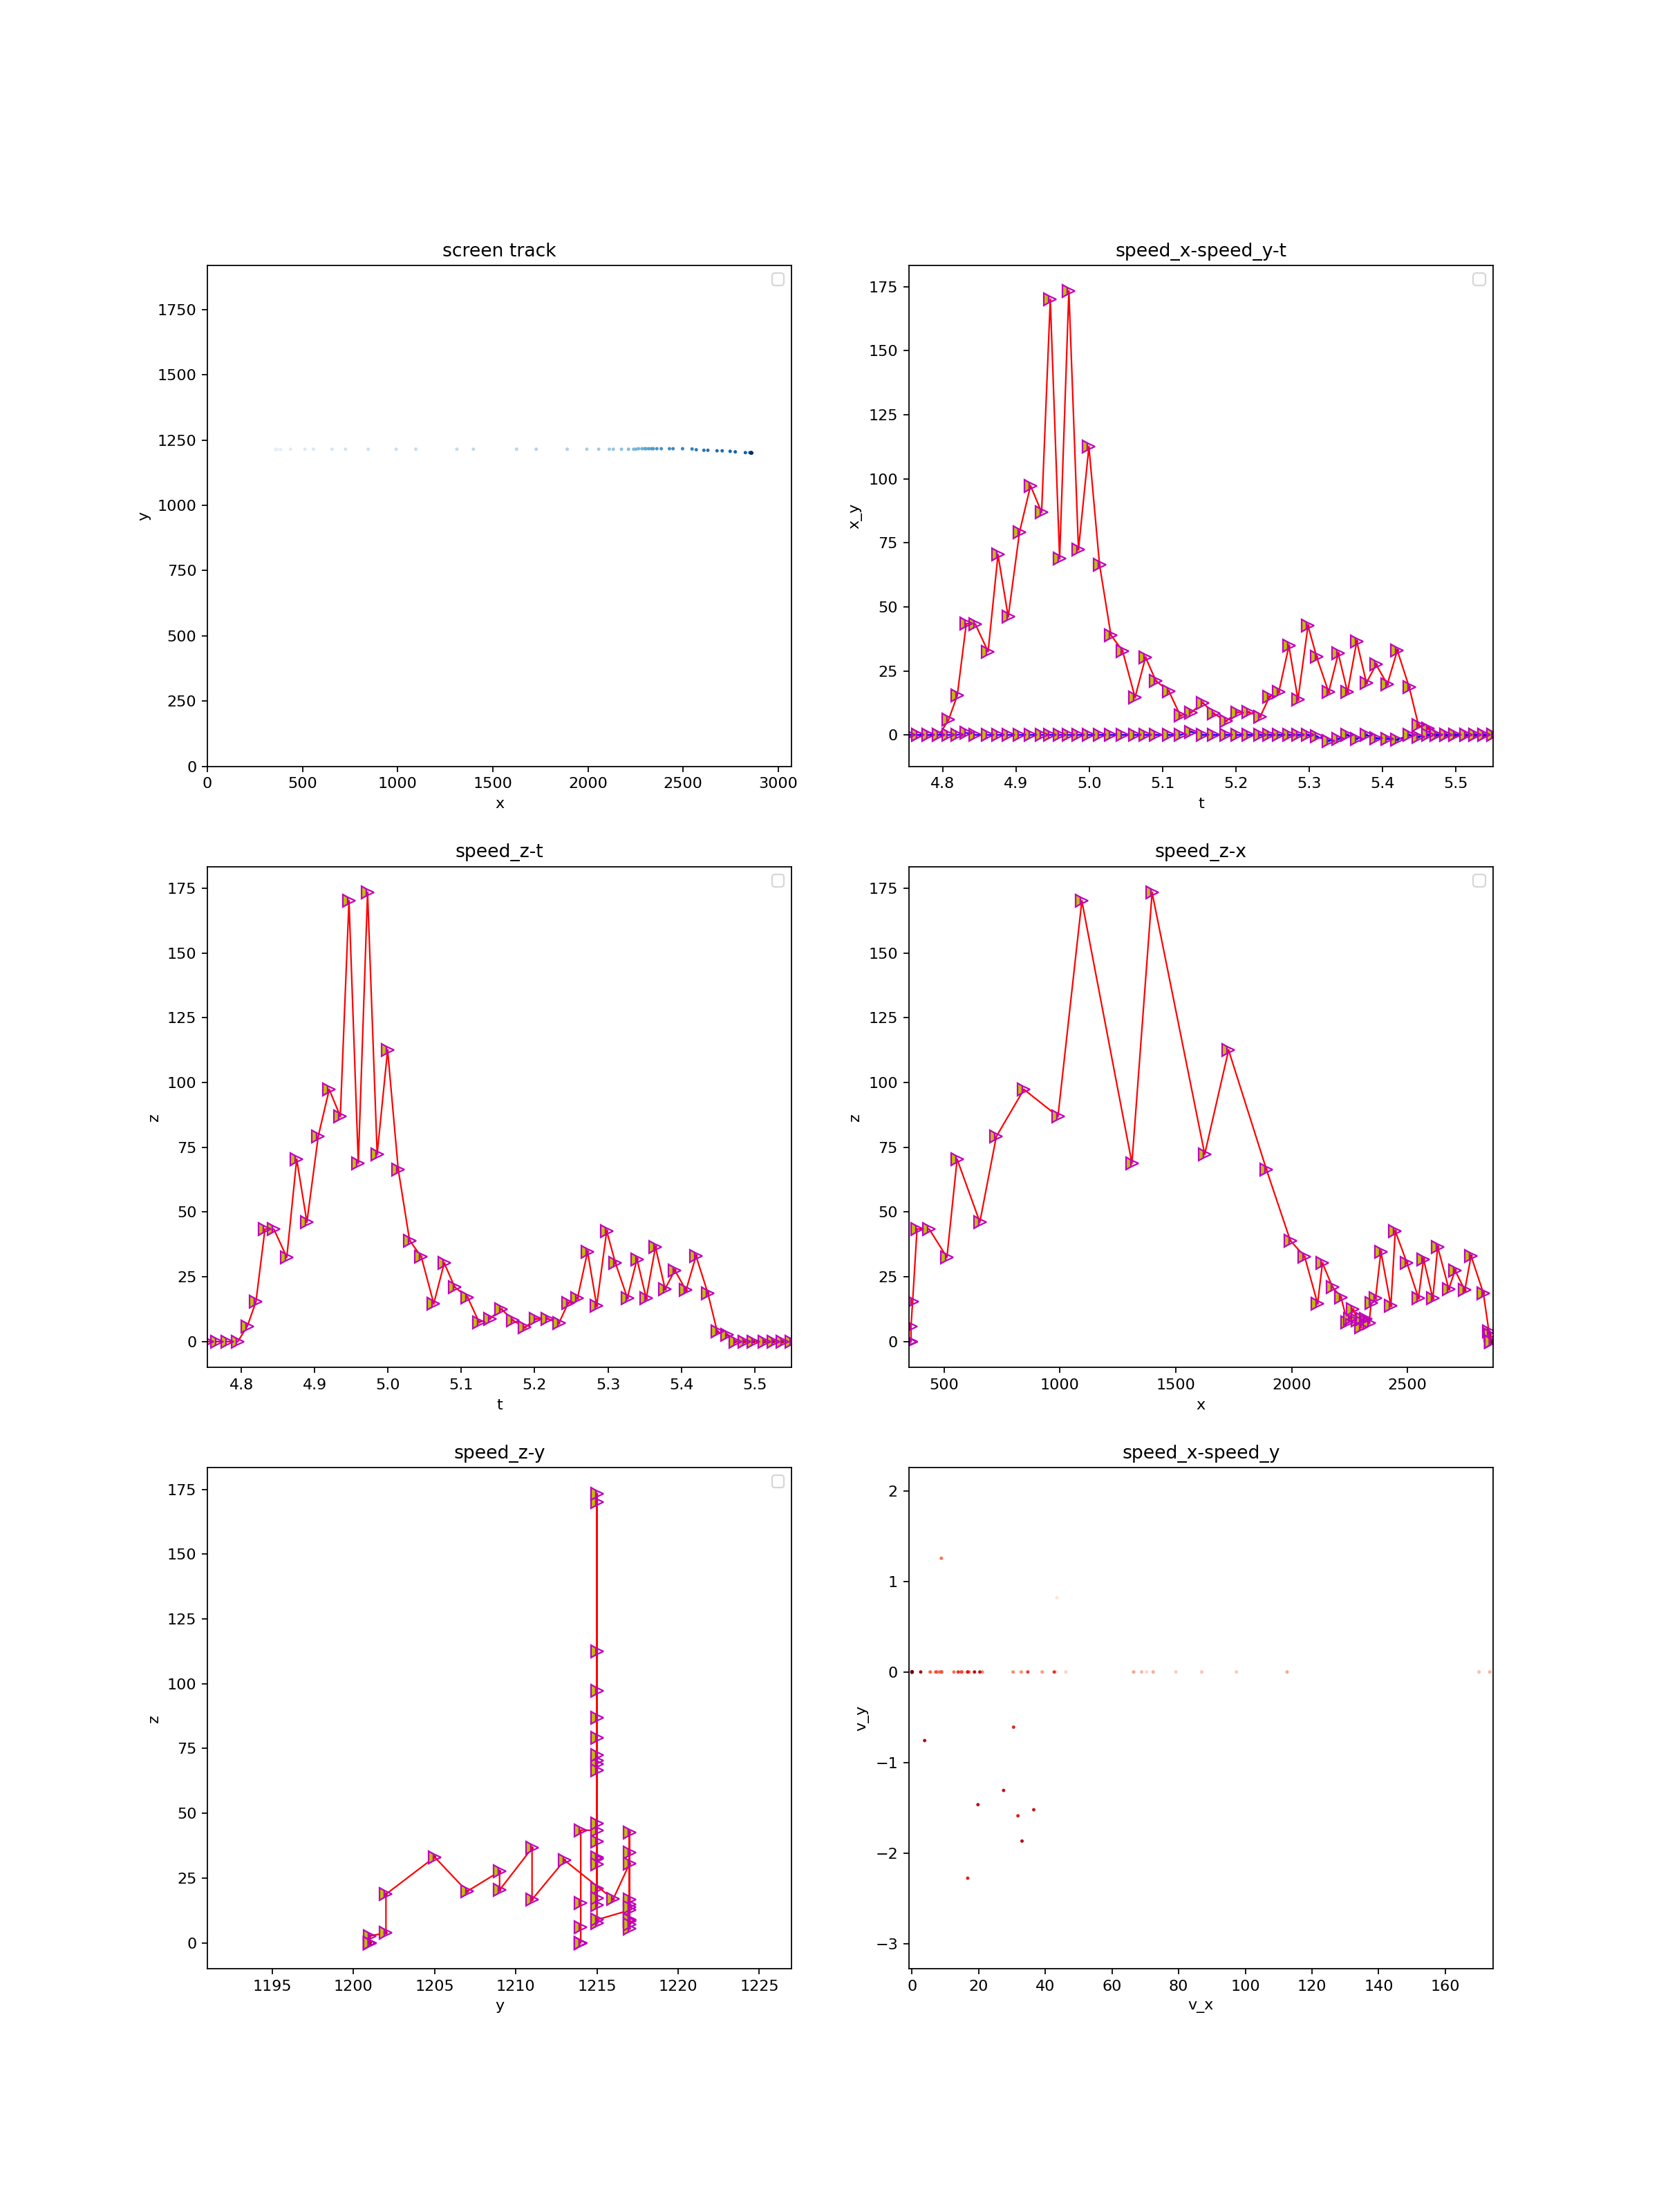 screen track
speed_x-speed_y-t
1750
1500
1250
1000
750
500
250
0
y
0 500 1000 1500 2000 2500 3000
x
175
150
125
100
75
50
25
0
x_y
4.8 4.9 5.0 5.1 5.2 5.3 5.4 5.5
t
speed_z-t
speed_z-x
175
150
125
100
75
50
25
0
z
4.8 4.9 5.0 5.1 5.2 5.3 5.4 5.5
t
175
150
125
100
75
50
25
0
z
500 1000 1500 2000 2500
x
speed_z-y
speed_x-speed_y
175
150
125
100
75
50
25
0
z
1195 1200 1205 1210 1215 1220 1225
y
2
1
0
−1
−2
−3
v_y
0 20 40 60 80 100 120 140 160
v_x